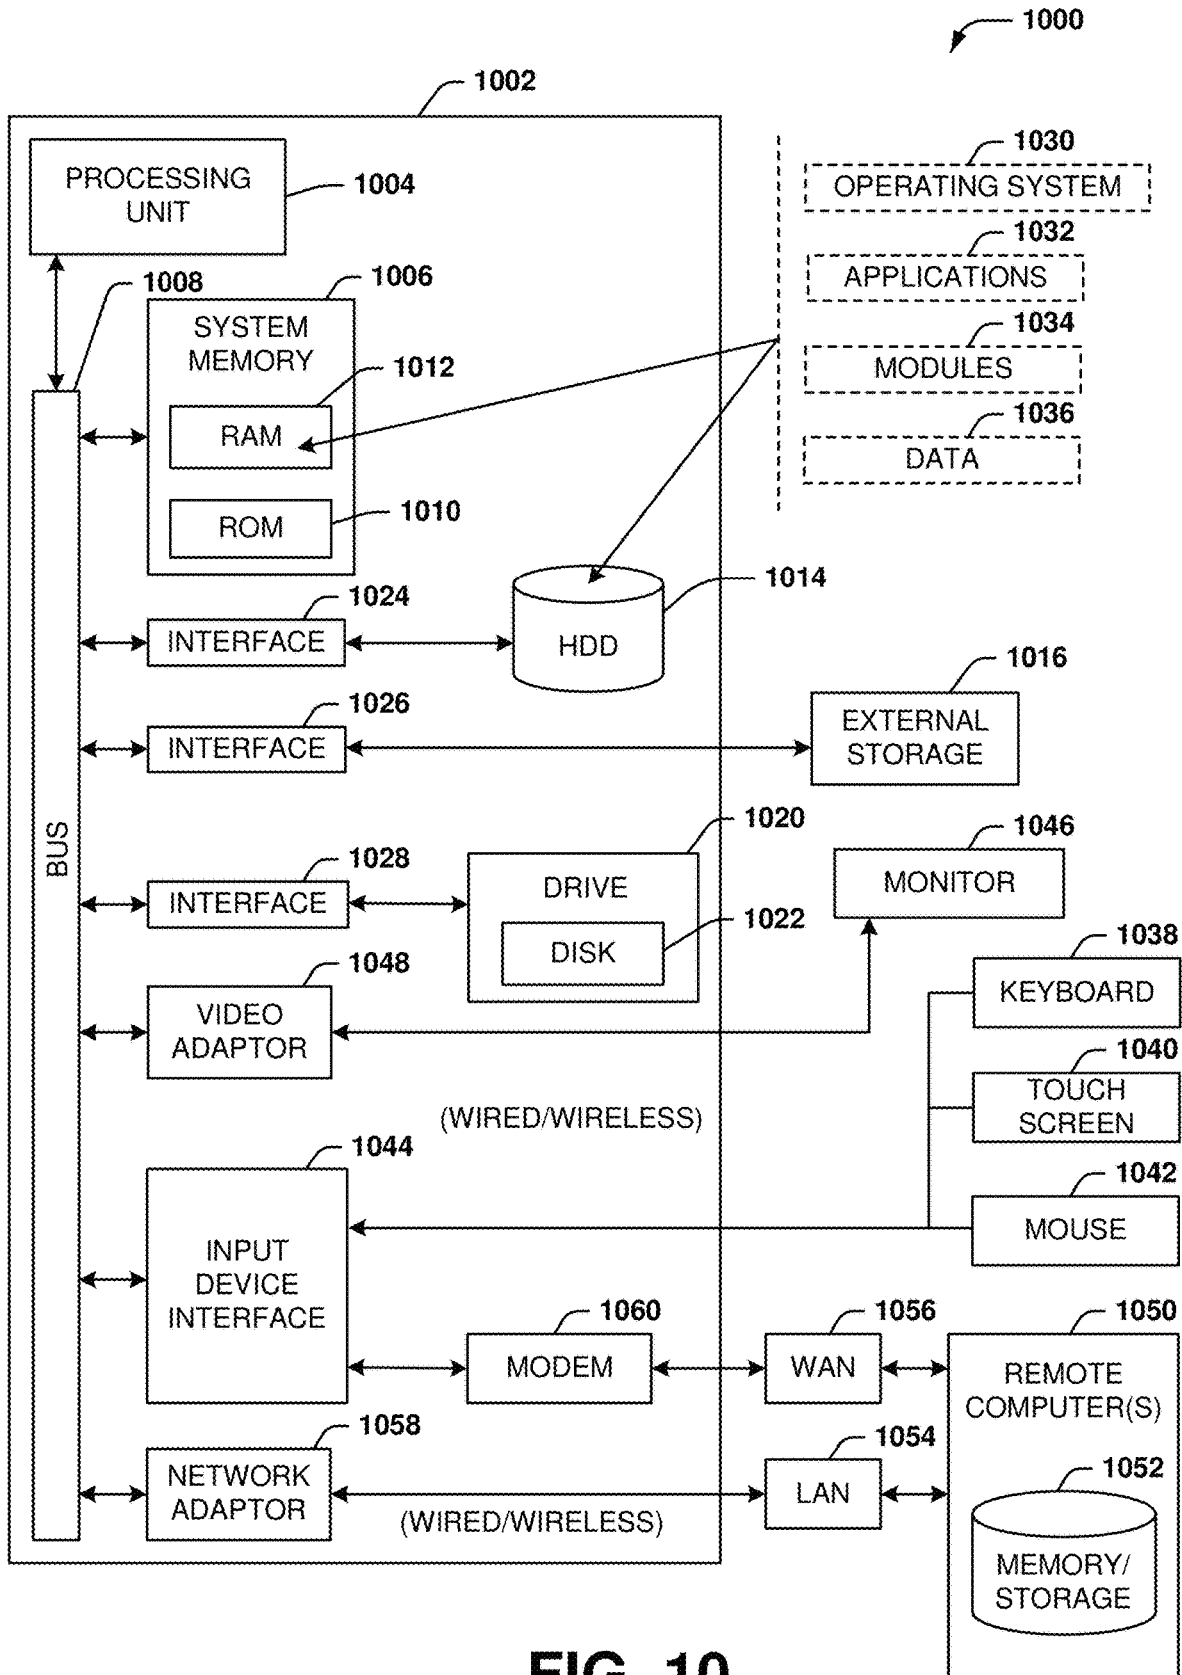 1000
1002
PROCESSING
UNIT
1004
1030
OPERATING SYSTEM
1032
APPLICATIONS
1034
MODULES
1036
DATA
1008
1006
SYSTEM
MEMORY
1012
RAM
1010
ROM
1014
HDD
1024
INTERFACE
1016
EXTERNAL
STORAGE
1026
INTERFACE
BUS
1020
DRIVE
1022
DISK
1028
INTERFACE
1046
MONITOR
1048
VIDEO
ADAPTOR
1038
KEYBOARD
1040
TOUCH
SCREEN
(WIRED/WIRELESS)
1042
MOUSE
1044
INPUT
DEVICE
INTERFACE
1060
MODEM
1056
WAN
1050
REMOTE
COMPUTER(S)
1058
NETWORK
ADAPTOR
(WIRED/WIRELESS)
1054
LAN
1052
MEMORY/
STORAGE
FIG. 10